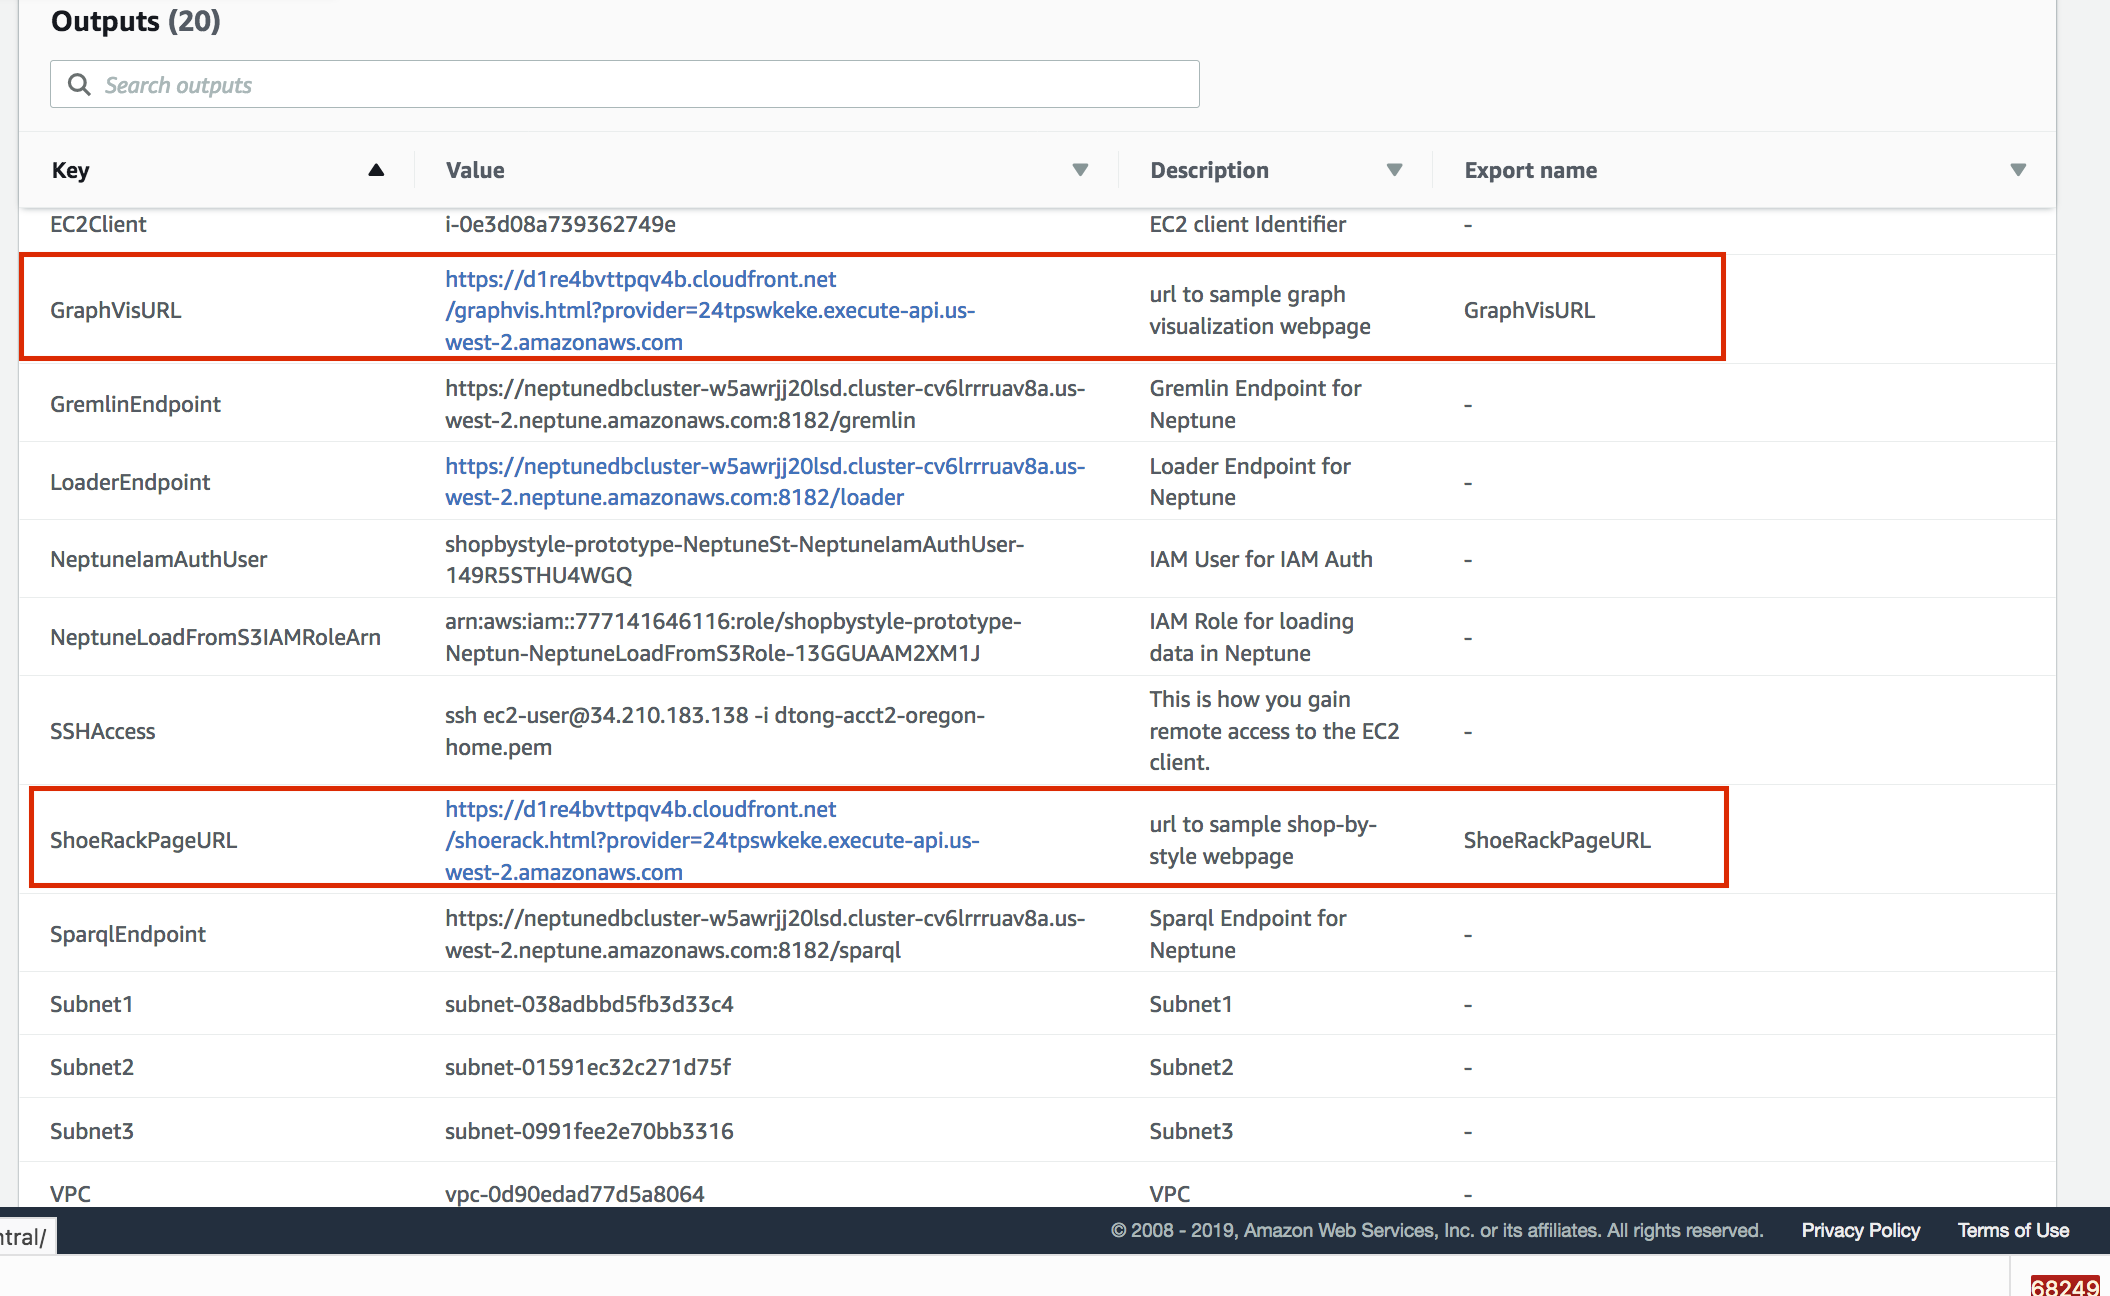 Outputs (20)
Search outputs
Key
Value
Description
Export name
EC2Client
i-0e3d08a739362749e
EC2 client Identifier
-
GraphVisURL
https://d1re4bvttpqv4b.cloudfront.net
/graphvis.html?provider=24tpswkeke.execute-api.us-
west-2.amazonaws.com
url to sample graph
visualization webpage
GraphVisURL
GremlinEndpoint
https://neptunedbcluster-w5awrjj20lsd.cluster-cv6lrrruav8a.us-
west-2.neptune.amazonaws.com:8182/gremlin
Gremlin Endpoint for
Neptune
-
LoaderEndpoint
https://neptunedbcluster-w5awrjj20lsd.cluster-cv6lrrruav8a.us-
west-2.neptune.amazonaws.com:8182/loader
Loader Endpoint for
Neptune
-
NeptuneIamAuthUser
shopbystyle-prototype-NeptuneSt-NeptuneIamAuthUser-
149R5STHU4WGQ
IAM User for IAM Auth
-
NeptuneLoadFromS3IAMRoleArn
arn:aws:iam::777141646116:role/shopbystyle-prototype-
Neptun-NeptuneLoadFromS3Role-13GGUAAM2XM1J
IAM Role for loading
data in Neptune
-
SSHAccess
ssh ec2-user@34.210.183.138 -i dtong-acct2-oregon-
home.pem
This is how you gain
remote access to the EC2
client.
-
ShoeRackPageURL
https://d1re4bvttpqv4b.cloudfront.net
/shoerack.html?provider=24tpswkeke.execute-api.us-
west-2.amazonaws.com
url to sample shop-by-
style webpage
ShoeRackPageURL
SparqlEndpoint
https://neptunedbcluster-w5awrjj20lsd.cluster-cv6lrrruav8a.us-
west-2.neptune.amazonaws.com:8182/sparql
Sparql Endpoint for
Neptune
-
Subnet1
subnet-038adbbd5fb3d33c4
Subnet1
-
Subnet2
subnet-01591ec32c271d75f
Subnet2
-
Subnet3
subnet-0991fee2e70bb3316
Subnet3
-
VPC
vpc-0d90edad77d5a8064
VPC
-
ntral/
© 2008 - 2019, Amazon Web Services, Inc. or its affiliates. All rights reserved.
Privacy Policy
Terms of Use
68249